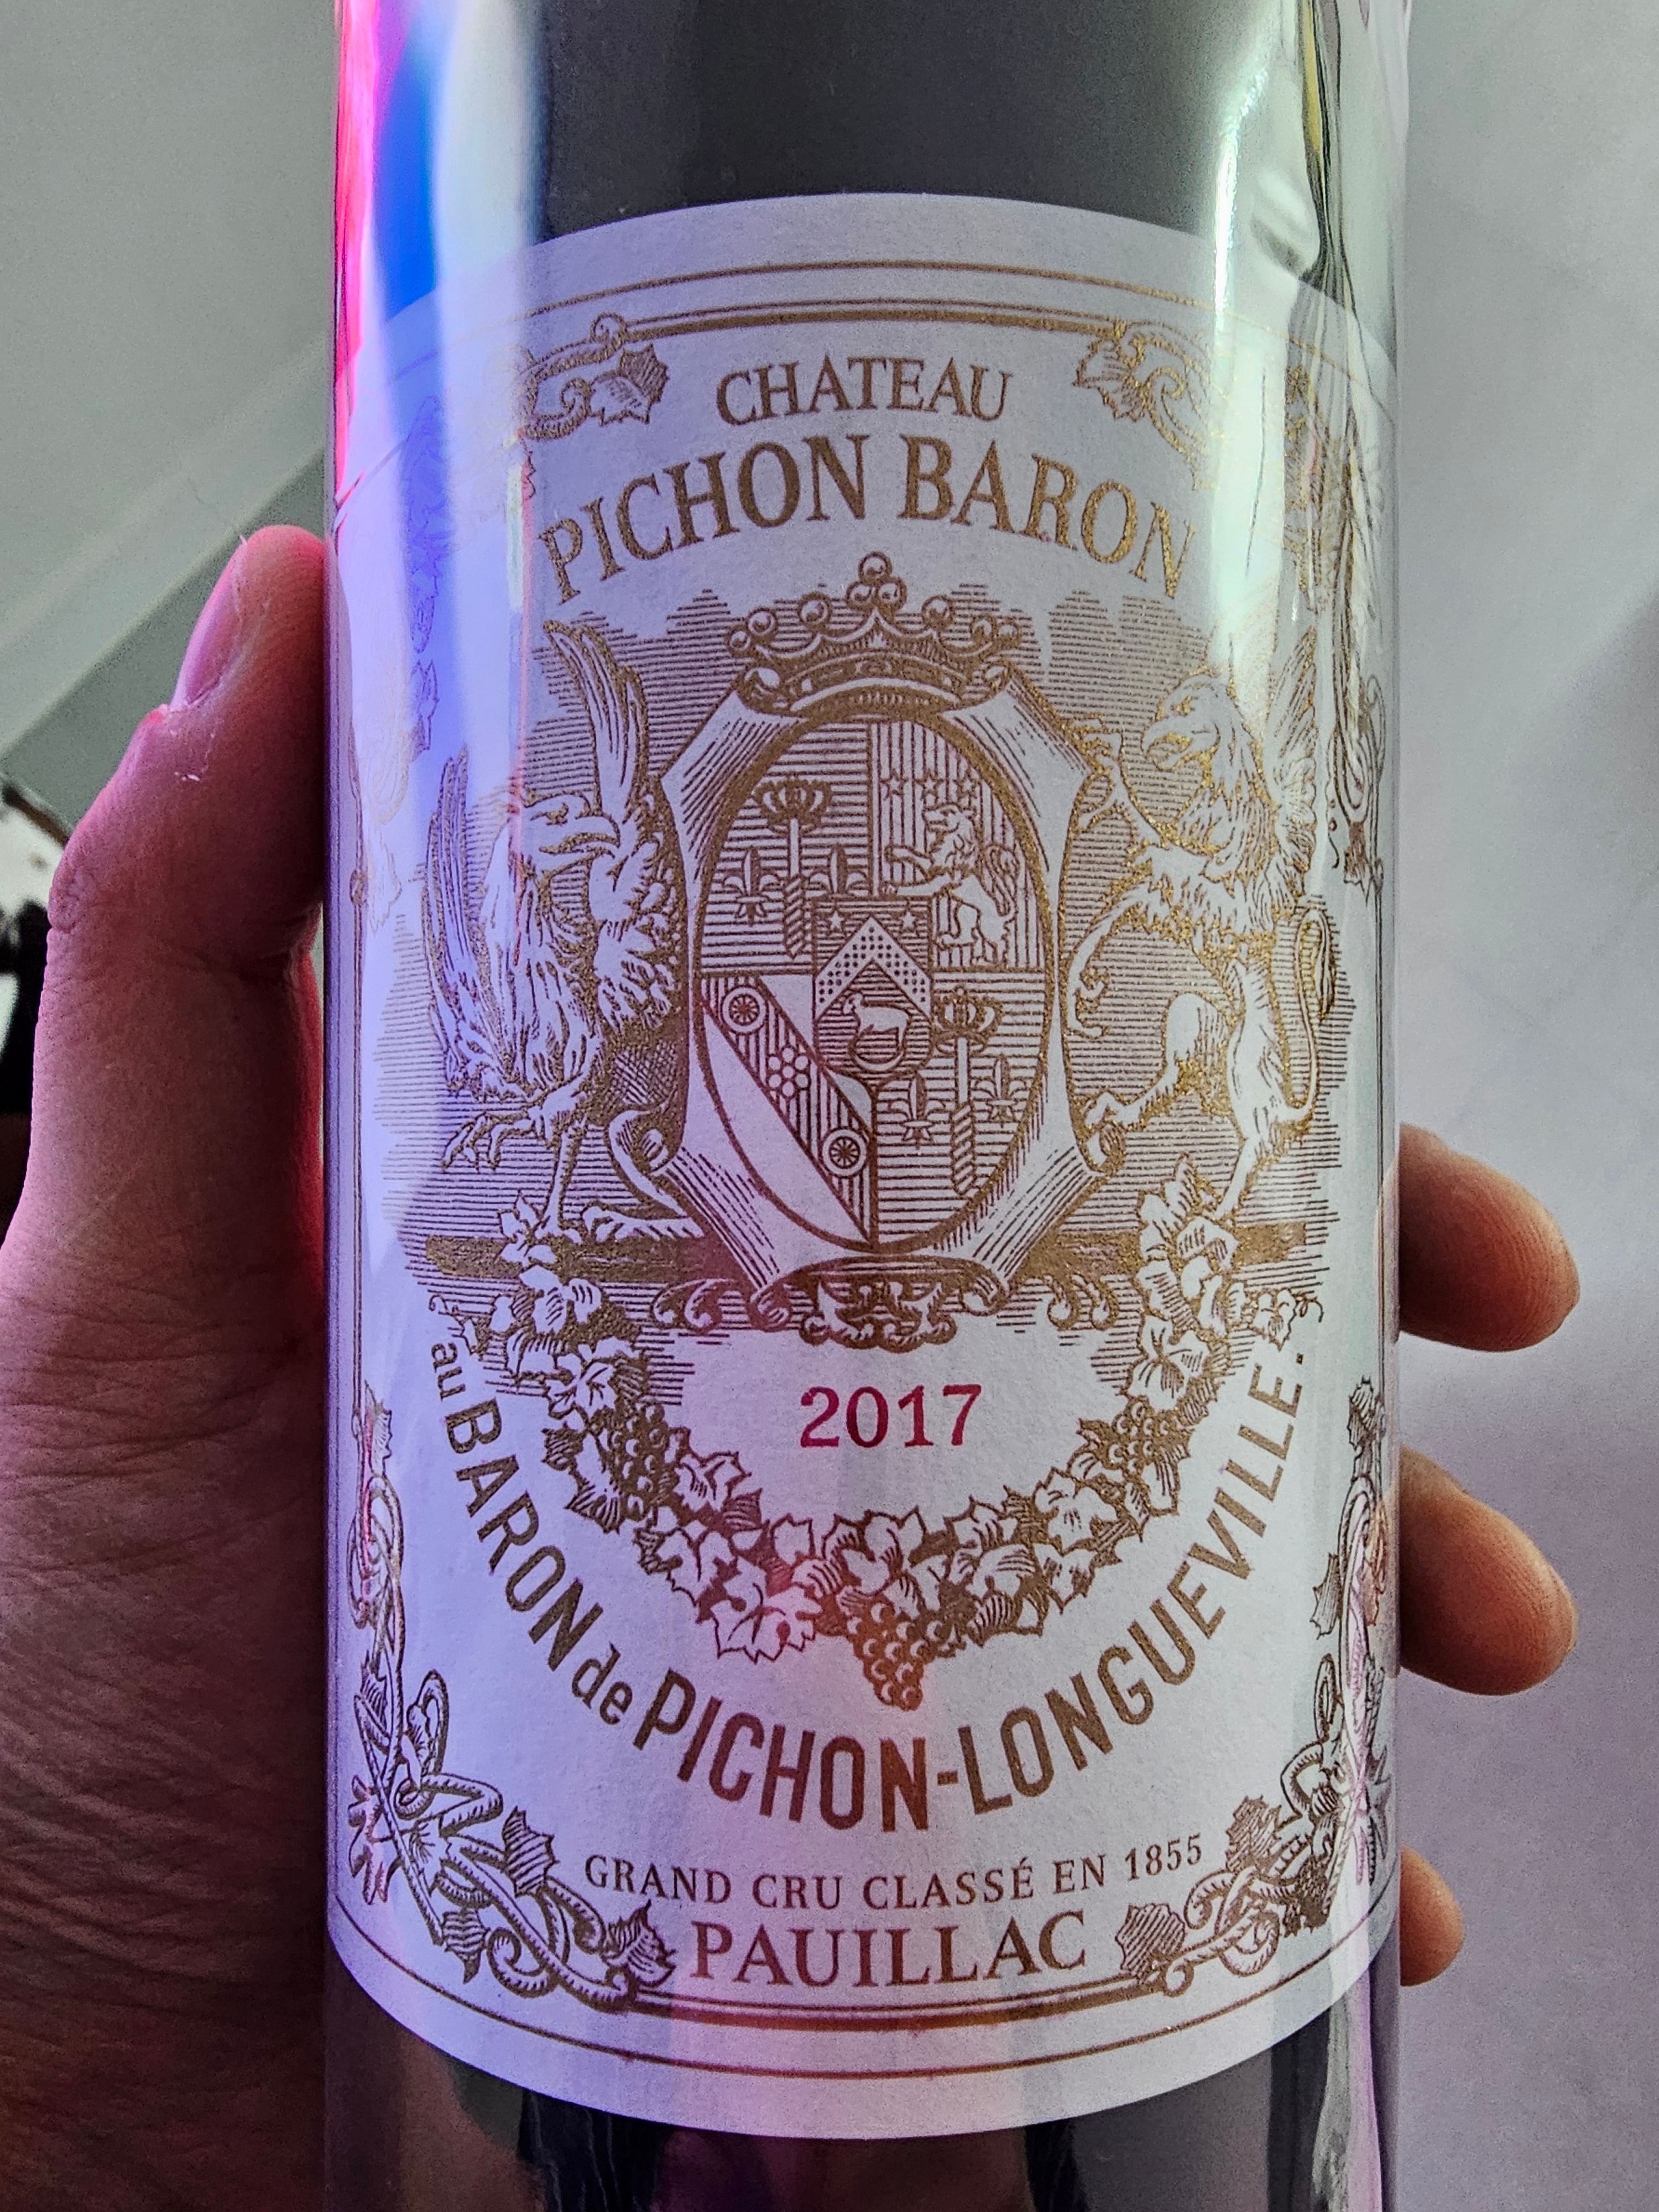 CHATEAU
PICHON BARON
2017
au BARON de PICHON-LONGUEVILLE.
GRAND CRU CLASSÉ EN 1855
PAUILLAC